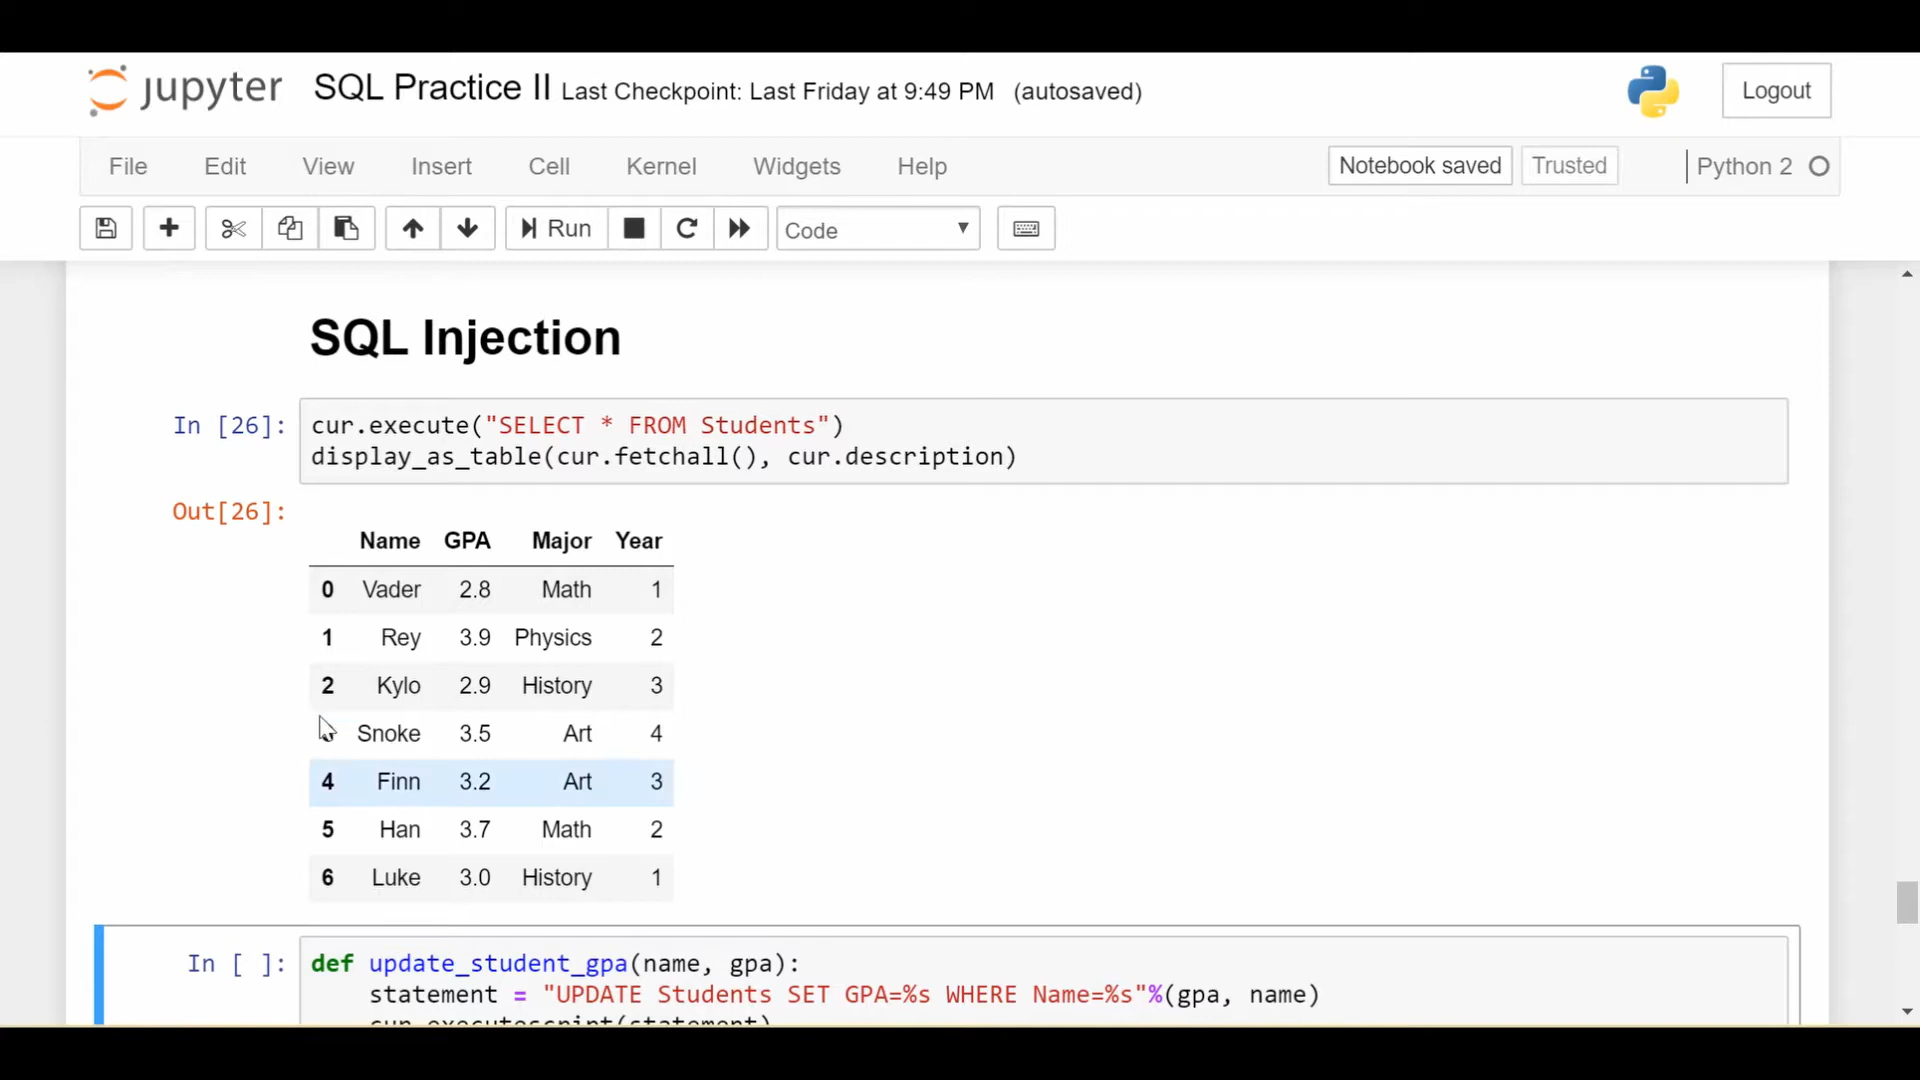 jupyter SQL Practice II Last Checkpoint: Last Friday at 9:49 PM (autosaved) Logout
File Edit View Insert Cell Kernel Widgets Help Notebook saved Trusted Python 2
Run Code
SQL Injection
In [26]: cur.execute("SELECT * FROM Students")
display_as_table(cur.fetchall(), cur.description)
Out[26]:
Name GPA Major Year
0 Vader 2.8 Math 1
1 Rey 3.9 Physics 2
2 Kylo 2.9 History 3
Snoke 3.5 Art 4
4 Finn 3.2 Art 3
5 Han 3.7 Math 2
6 Luke 3.0 History 1
In [ ]: def update_student_gpa(name, gpa):
statement = "UPDATE Students SET GPA=%s WHERE Name=%s"%(gpa, name)
cur.executescript(statement)